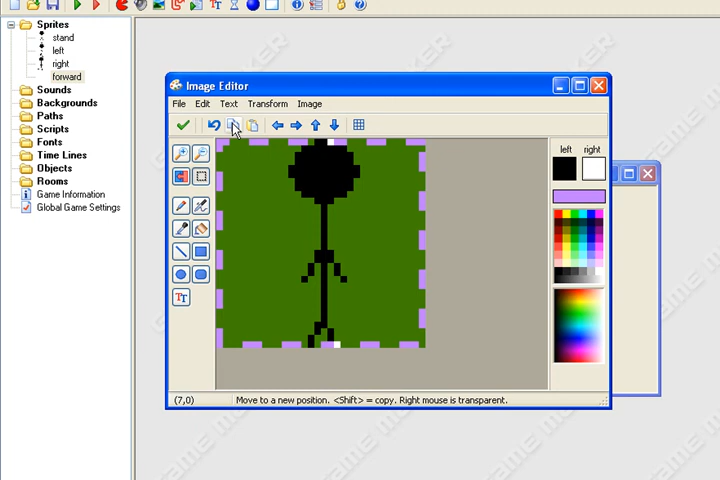 Sprites
stand
left
right
forward
Sounds
Backgrounds
Paths
Scripts
Fonts
Time Lines
Objects
Rooms
Game Information
Global Game Settings
Image Editor
File Edit Text Transform Image
left right
(7,0) Move to a new position. <Shift> = copy. Right mouse is transparent.
GAME MAKER